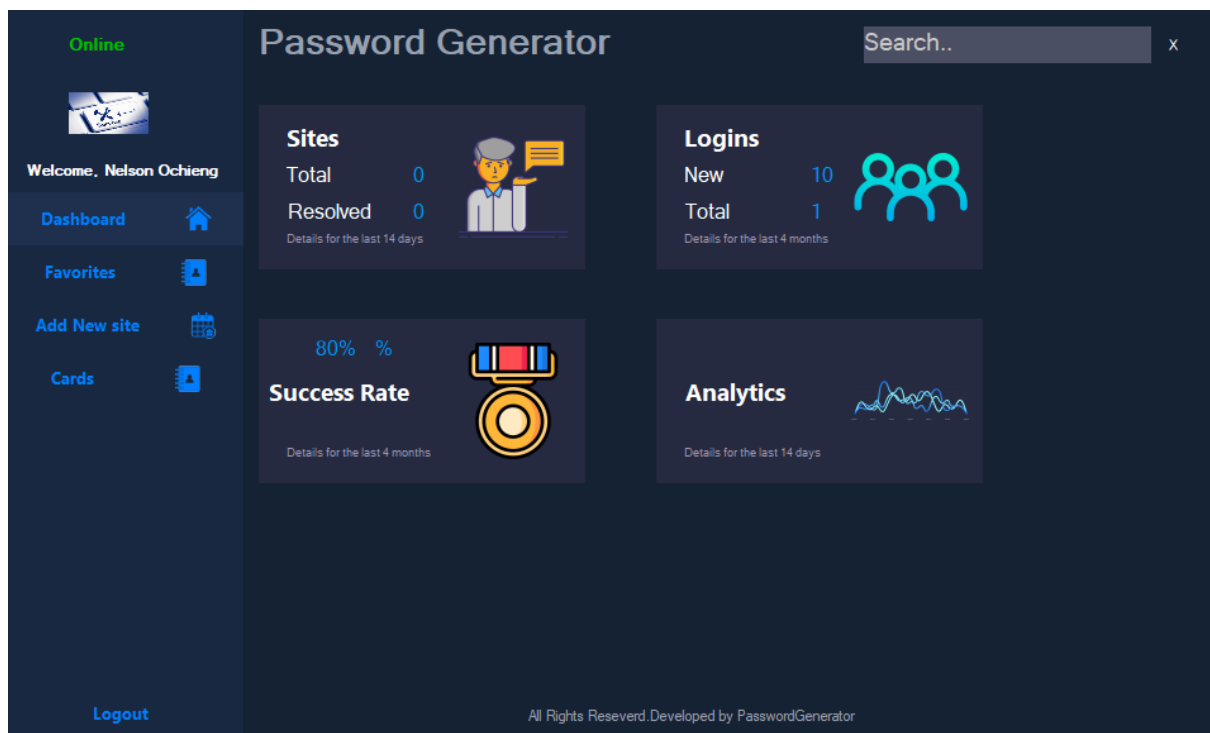 Online
Welcome, Nelson Ochieng
Dashboard
Favorites
Add New site
Cards
Logout
Password Generator
Search..
x
Sites
Total 0
Resolved 0
Details for the last 14 days
Logins
New 10
Total 1
Details for the last 4 months
80% %
Success Rate
Details for the last 4 months
Analytics
Details for the last 14 days
All Rights Reseverd.Developed by PasswordGenerator